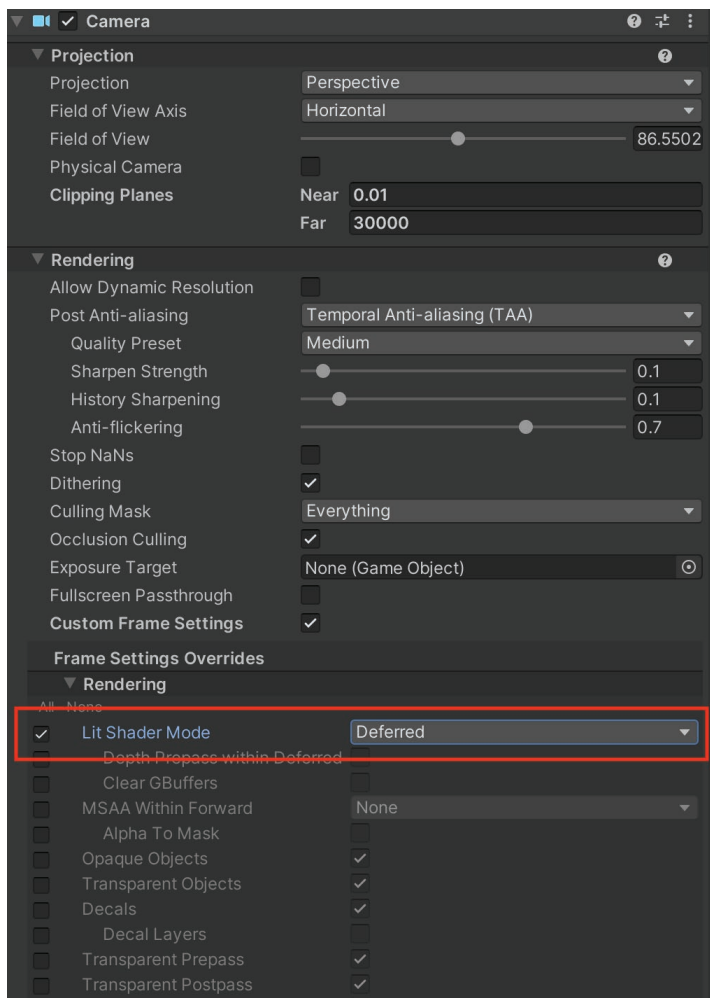 Camera
Projection
Projection Perspective
Field of View Axis Horizontal
Field of View 86.5502
Physical Camera
Clipping Planes Near 0.01
Far 30000
Rendering
Allow Dynamic Resolution
Post Anti-aliasing Temporal Anti-aliasing (TAA)
Quality Preset Medium
Sharpen Strength 0.1
History Sharpening 0.1
Anti-flickering 0.7
Stop NaNs
Dithering
Culling Mask Everything
Occlusion Culling
Exposure Target None (Game Object)
Fullscreen Passthrough
Custom Frame Settings
Frame Settings Overrides
Rendering
All None
Lit Shader Mode Deferred
Depth Prepass within Deferred
Clear GBuffers
MSAA Within Forward None
Alpha To Mask
Opaque Objects
Transparent Objects
Decals
Decal Layers
Transparent Prepass
Transparent Postpass